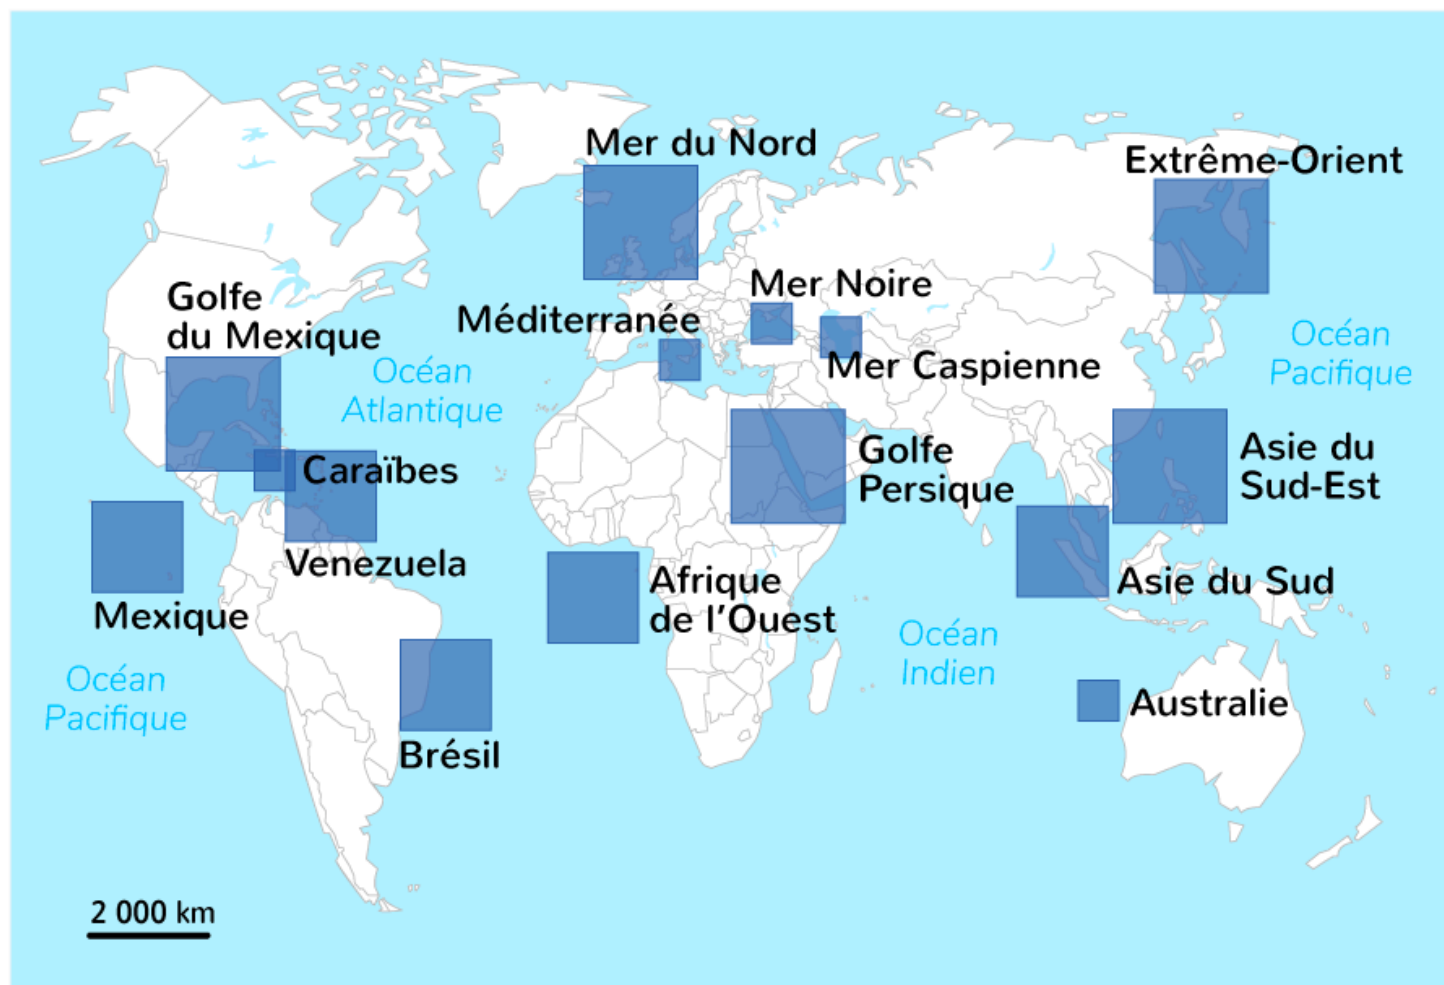 Mer du Nord
Extrême-Orient
Golfe
du Mexique
Mer Noire
Méditerranée
Océan
Pacifique
Mer Caspienne
Océan
Atlantique
Golfe
Persique
Asie du
Sud-Est
Caraïbes
Venezuela
Mexique
Afrique
de l'Ouest
Asie du Sud
Océan
Indien
Océan
Pacifique
Australie
Brésil
2 000 km